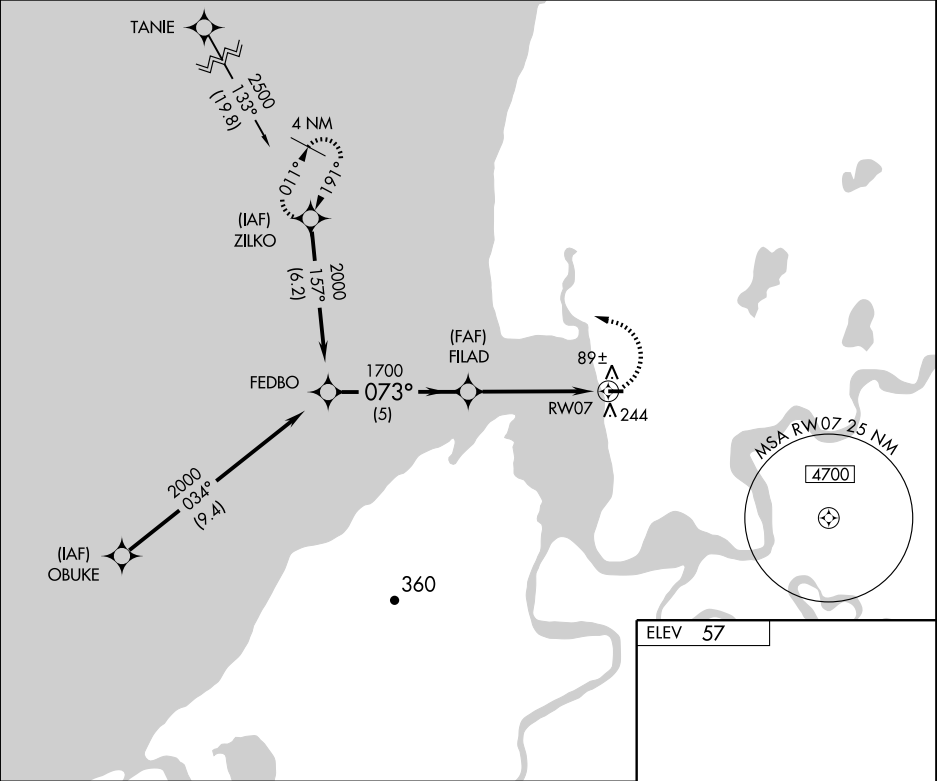 TANIE
2500
133°
(19.8)
4 NM
011°
191°
(IAF)
ZILKO
2000
157°
(6.2)
(FAF)
FILAD
89±
FEDBO
1700
073°
(5)
RW07
244
MSA RW07 25 NM
4700
2000
034°
(9.4)
(IAF)
OBUKE
360
ELEV 57